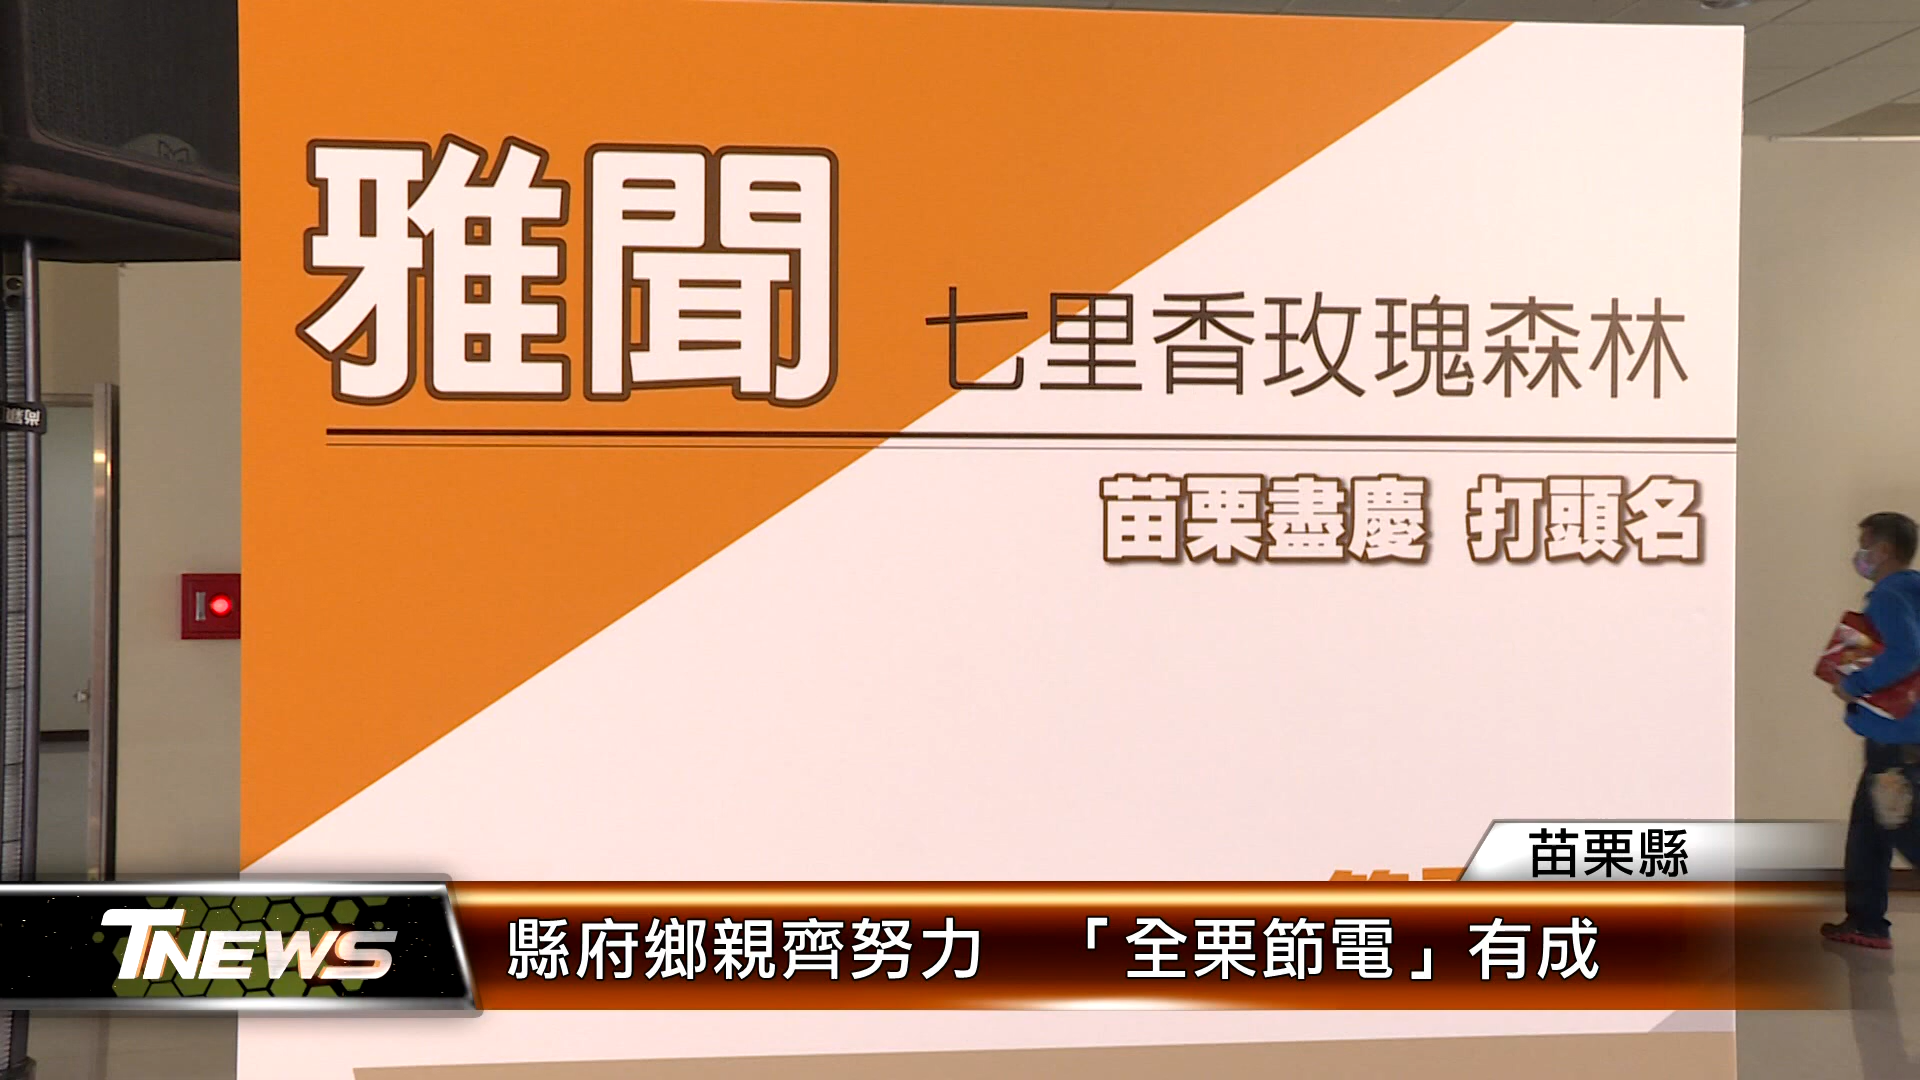 雅聞 七里香玫瑰森林
苗栗盡慶 打頭名
苗栗縣
TNEWS
縣府鄉親齊努力 「全栗節電」有成